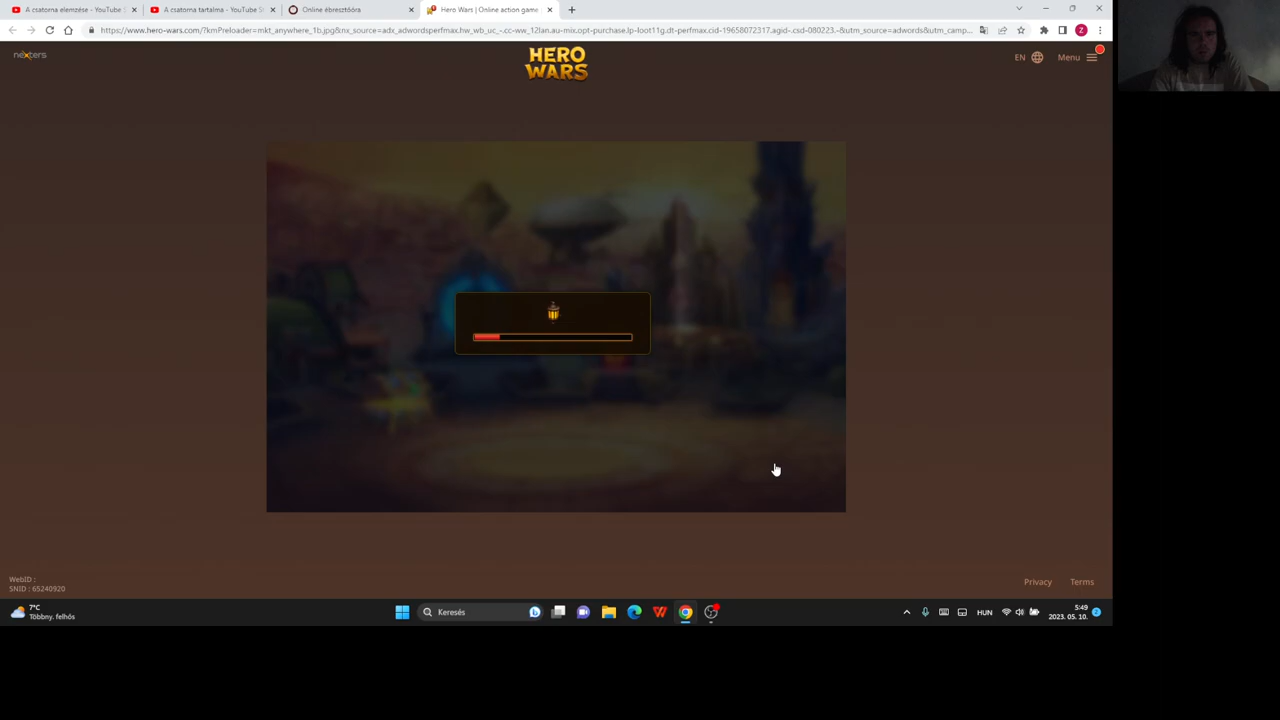 A csatorna elemzése - YouTube S
A csatorna tartalma - YouTube S
Online ébresztőóra
Hero Wars | Online action game
https://www.hero-wars.com/?kmPreloader=mkt_anywhere_1b.jpg&nx_source=adx_adwordsperfmax.hw_wb_uc_-.cc-ww_12lan.au-mix.opt-purchase.lp-loot11g.dt-perfmax.cid-19658072317.agid-.csd-080223.-&utm_source=adwords&utm_camp...
nexters
HERO
WARS
EN
Menu
WebID :
SNID : 65240920
Privacy
Terms
7°C
Többny. felhős
Keresés
HUN
5:49
2023. 05. 10.
2